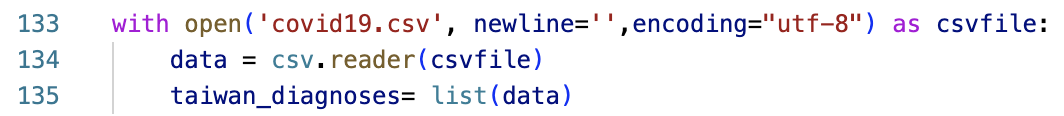 133 with open('covid19.csv', newline='',encoding="utf-8") as csvfile:
134 data = csv.reader(csvfile)
135 taiwan_diagnoses= list(data)